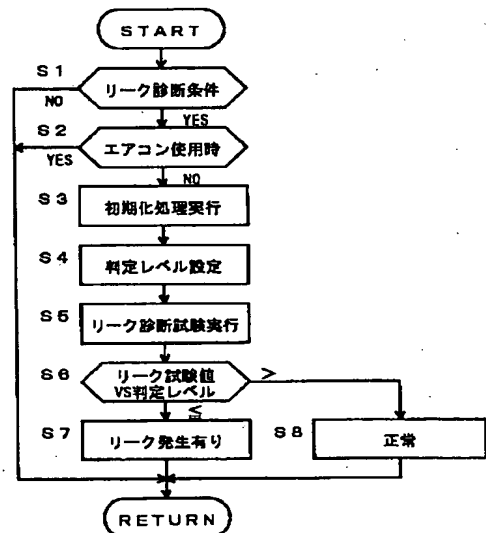 START
S1
リーク診断条件
NO
YES
S2
エアコン使用時
YES
NO
S3
初期化処理実行
S4
判定レベル設定
S5
リーク診断試験実行
S6
リーク試験値
VS判定レベル
>
≦
S7
リーク発生有り
S8
正常
RETURN